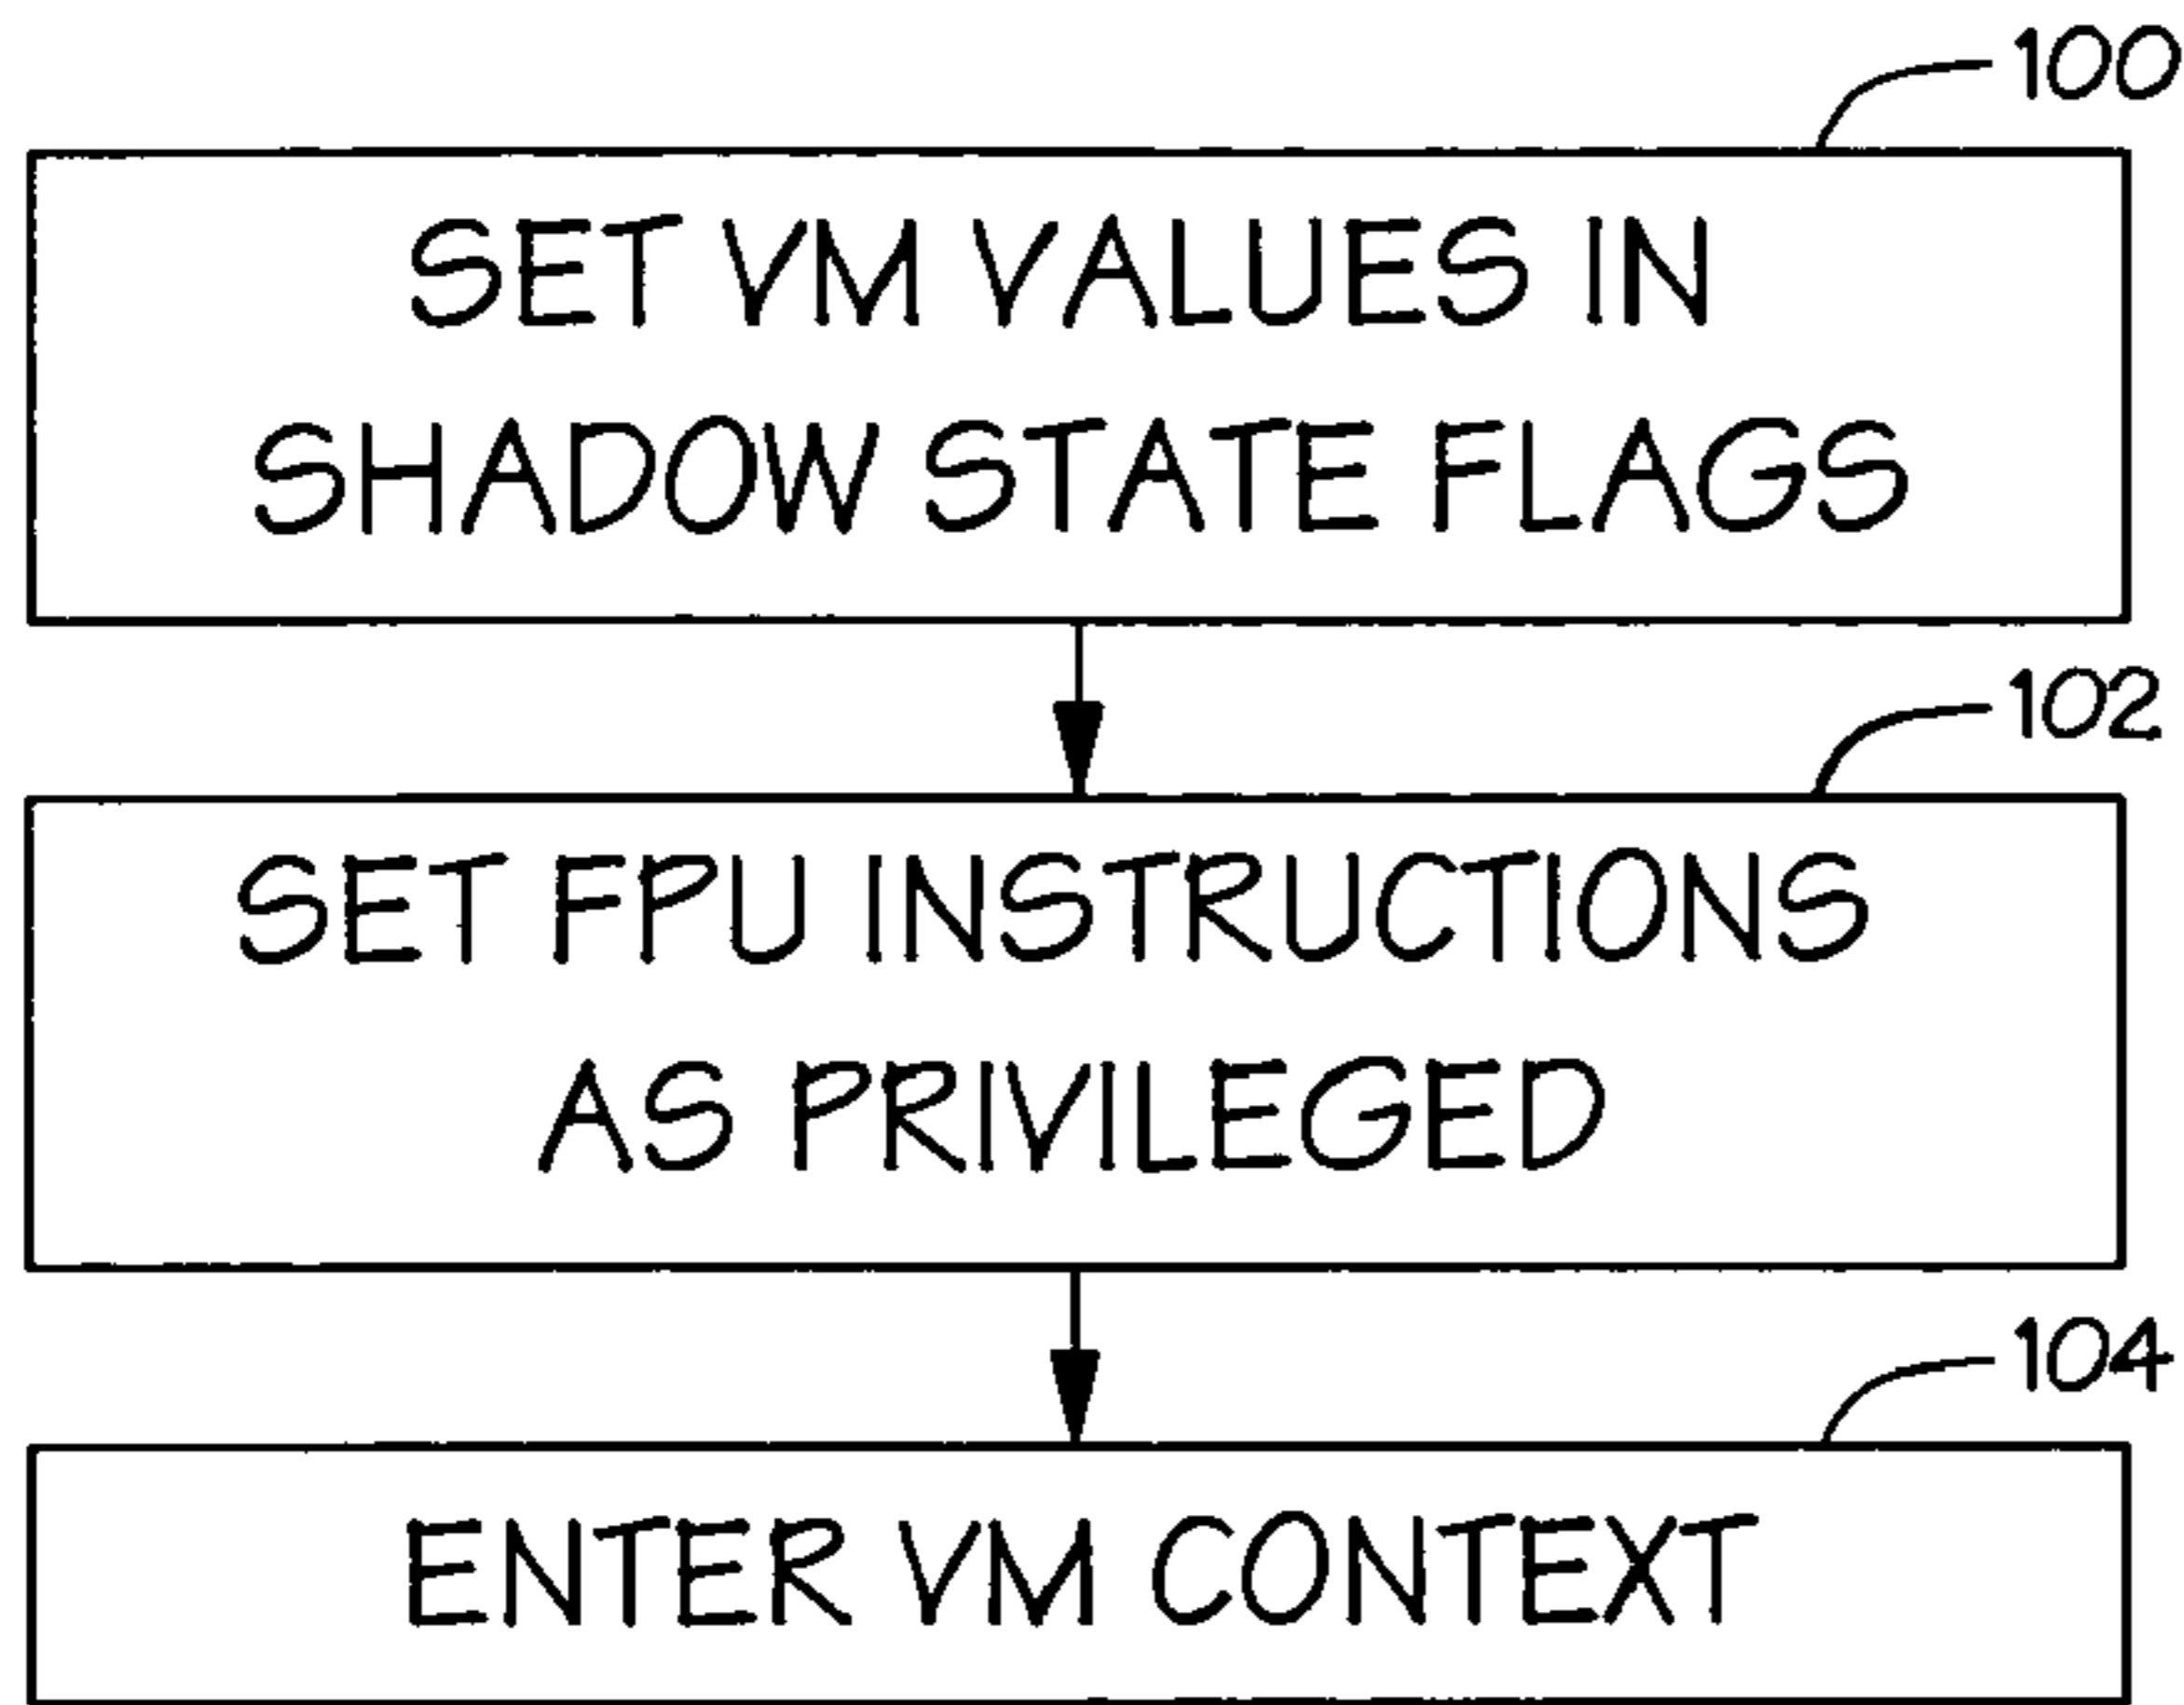 100
SET VM VALUES IN
SHADOW STATE FLAGS
102
SET FPU INSTRUCTIONS
AS PRIVILEGED
104
ENTER VM CONTEXT